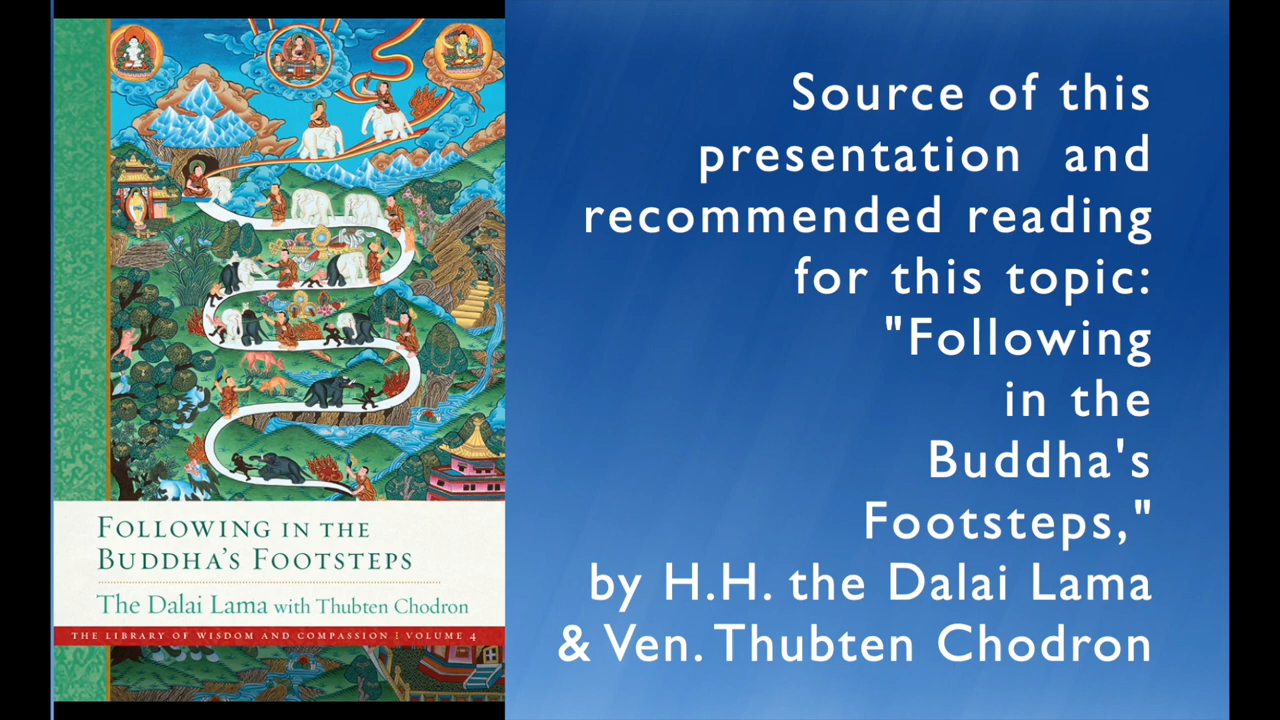 FOLLOWING IN THE
BUDDHA'S FOOTSTEPS
The Dalai Lama with Thubten Chodron
THE LIBRARY OF WISDOM AND COMPASSION | VOLUME 4
Source of this
presentation and
recommended reading
for this topic:
"Following
in the
Buddha's
Footsteps,"
by H.H. the Dalai Lama
& Ven. Thubten Chodron